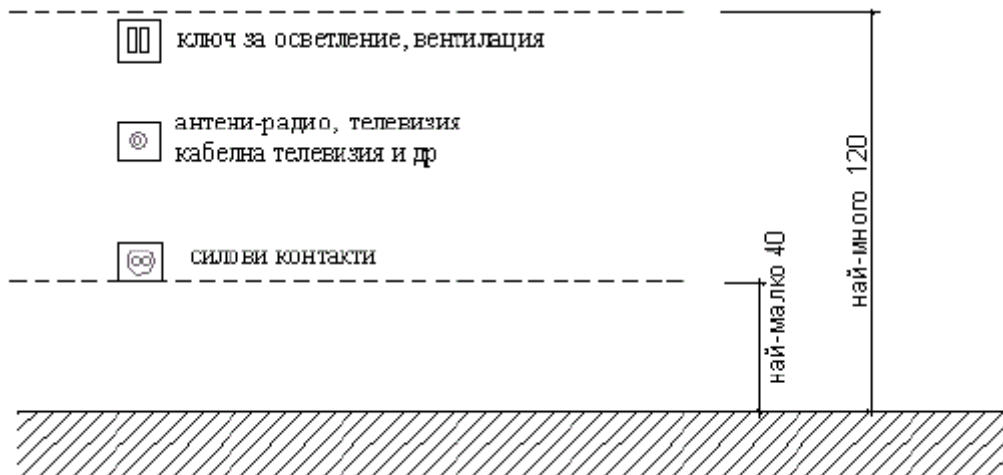 ключ за осветление, вентилация
антени-радио, телевизия
кабелна телевизия и др
силови контакти
най-малко 40
най-много 120